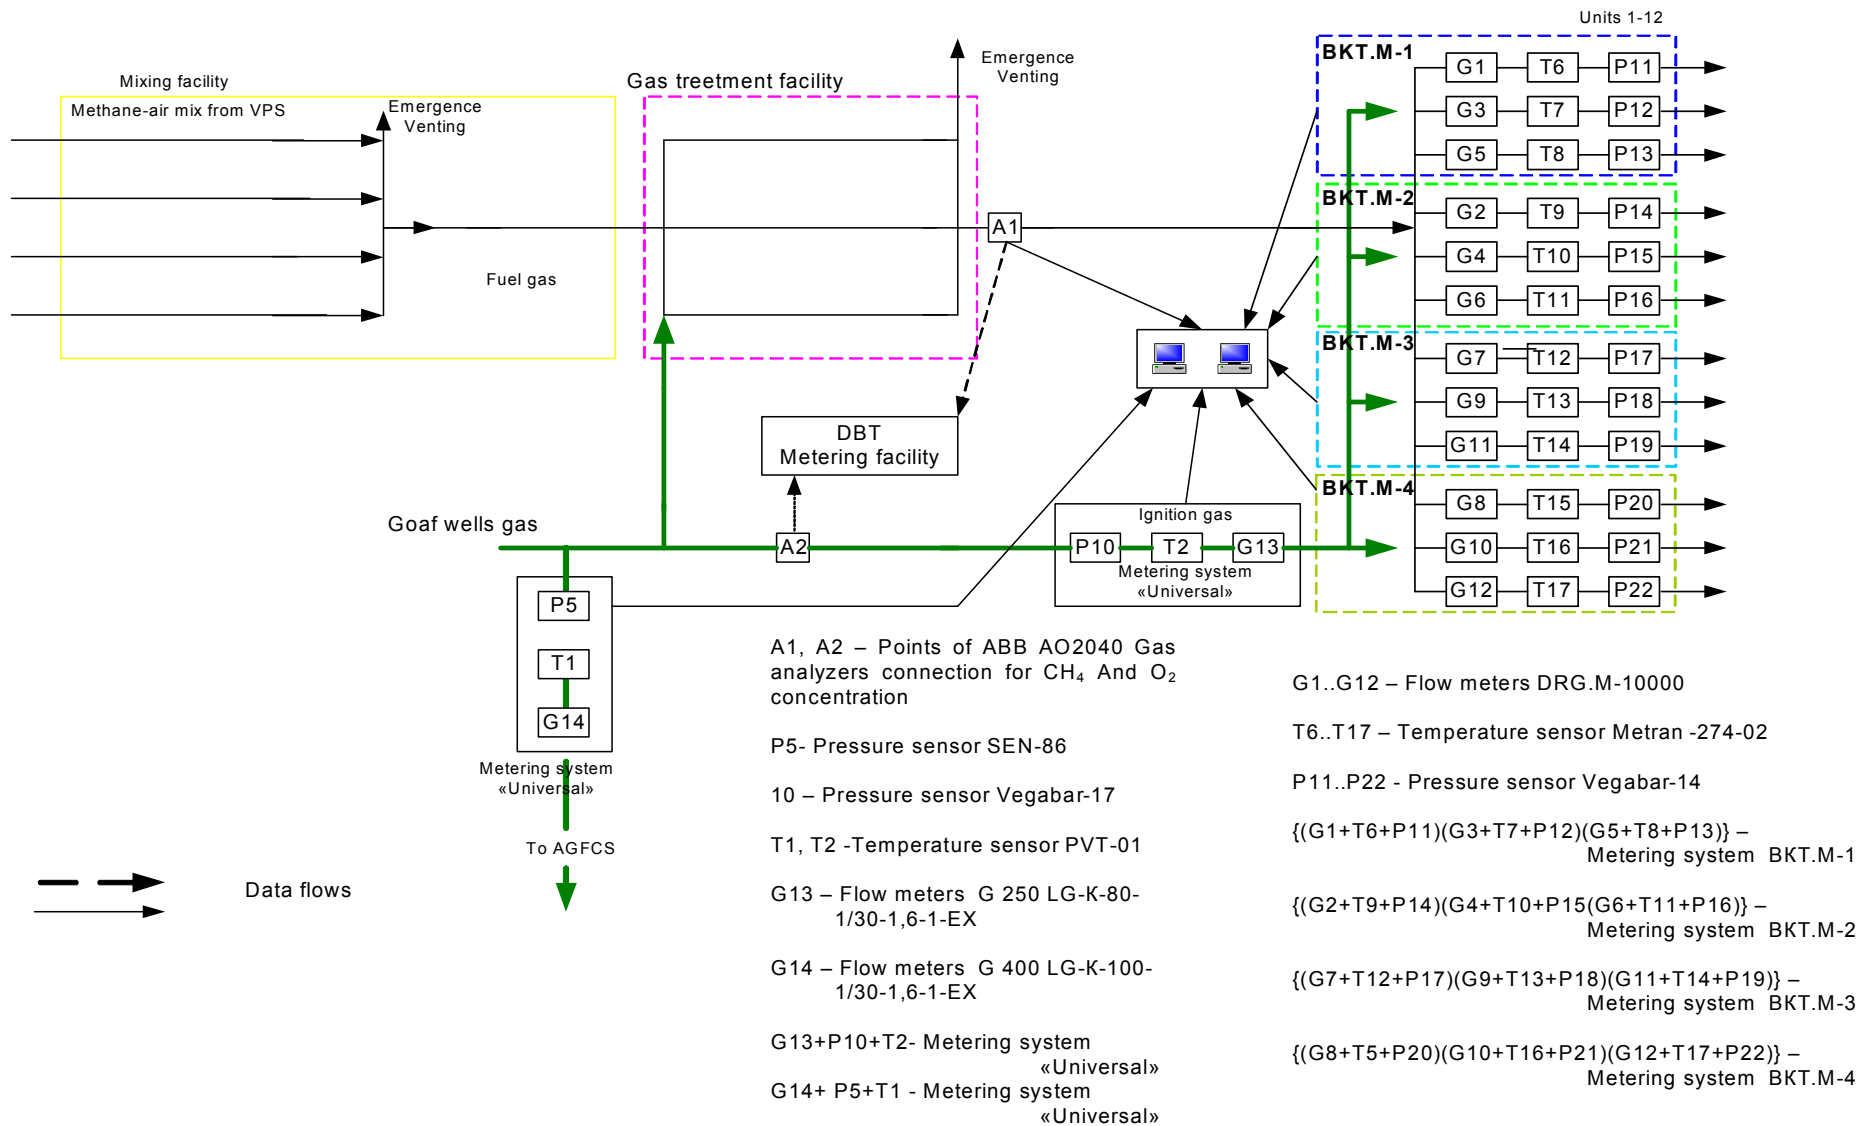 Units 1-12
Mixing facility
Methane-air mix from VPS
Emergence
Venting
Fuel gas
Gas treetment facility
Emergence
Venting
A1
BKT.M-1
G1 T6 P11
G3 T7 P12
G5 T8 P13
BKT.M-2
G2 T9 P14
G4 T10 P15
G6 T11 P16
BKT.M-3
G7 T12 P17
G9 T13 P18
G11 T14 P19
BKT.M-4
G8 T15 P20
G10 T16 P21
G12 T17 P22
DBT
Metering facility
Goaf wells gas
A2
Ignition gas
P10 T2 G13
Metering system
«Universal»
P5
T1
G14
Metering system
«Universal»
To AGFCS
Data flows
A1, A2 – Points of ABB AO2040 Gas
analyzers connection for CH₄ And O₂
concentration
P5- Pressure sensor SEN-86
10 – Pressure sensor Vegabar-17
T1, T2 -Temperature sensor PVT-01
G13 – Flow meters G 250 LG-К-80-
1/30-1,6-1-EX
G14 – Flow meters G 400 LG-К-100-
1/30-1,6-1-EX
G13+P10+T2- Metering system
«Universal»
G14+ P5+T1 - Metering system
«Universal»
G1..G12 – Flow meters DRG.M-10000
T6..T17 – Temperature sensor Metran -274-02
P11..P22 - Pressure sensor Vegabar-14
{(G1+T6+P11)(G3+T7+P12)(G5+T8+P13)} –
Metering system ВКТ.М-1
{(G2+T9+P14)(G4+T10+P15(G6+T11+P16)} –
Metering system ВКТ.М-2
{(G7+T12+P17)(G9+T13+P18)(G11+T14+P19)} –
Metering system ВКТ.М-3
{(G8+T5+P20)(G10+T16+P21)(G12+T17+P22)} –
Metering system ВКТ.М-4